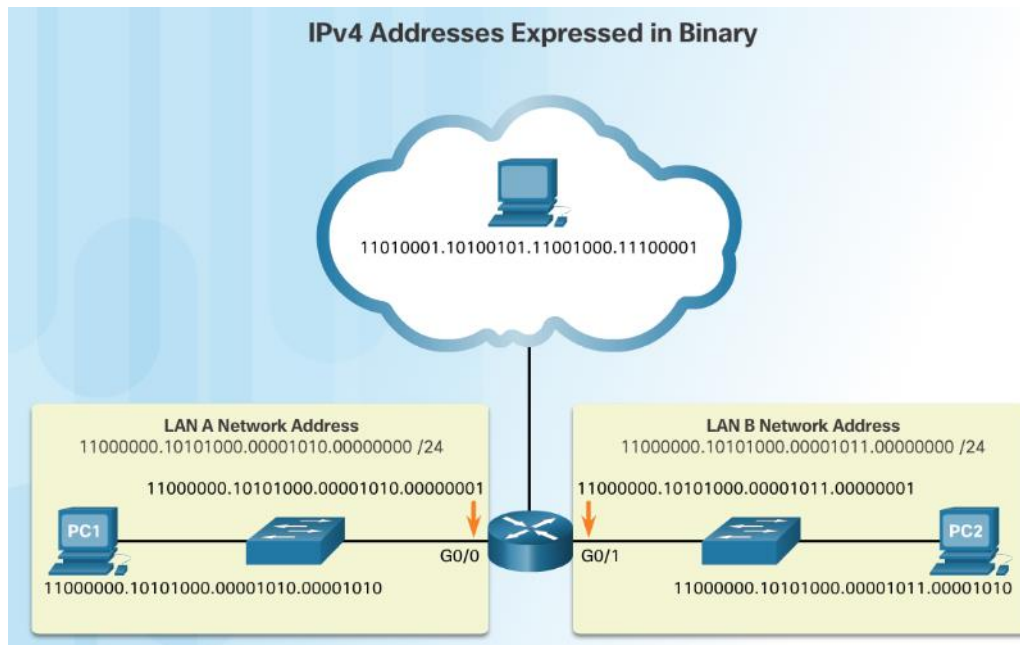 IPv4 Addresses Expressed in Binary
11010001.10100101.11001000.11100001
LAN A Network Address
11000000.10101000.00001010.00000000 /24
11000000.10101000.00001010.00000001
PC1
G0/0
11000000.10101000.00001010.00001010
LAN B Network Address
11000000.10101000.00001011.00000000 /24
11000000.10101000.00001011.00000001
G0/1
PC2
11000000.10101000.00001011.00001010